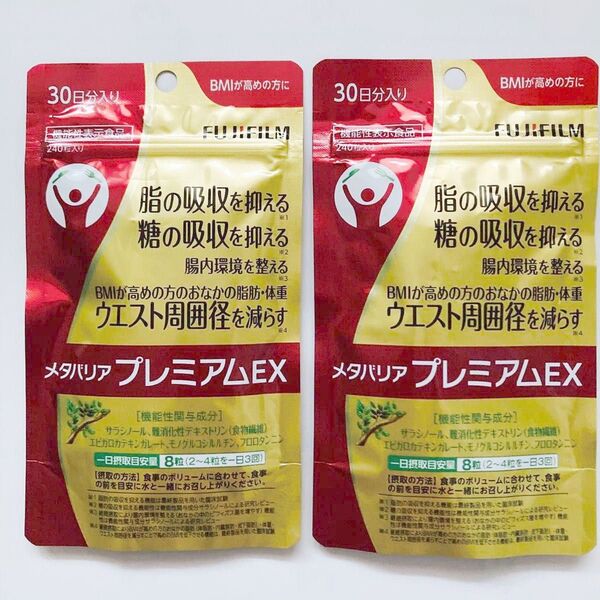 30日分入り
BMIが高めの方に
機能性表示食品
240粒入り
FUJIFILM
脂の吸収を抑える※1
糖の吸収を抑える※2
腸内環境を整える※3
BMIが高めの方のおなかの脂肪・体重
ウエスト周囲径を減らす※4
メタバリア プレミアムEX
[機能性関与成分]
サラシノール、難消化性デキストリン(食物繊維)
エピガロカテキンガレート、モノグルコシルルチン、フロロタンニン
一日摂取目安量 8粒(2〜4粒を一日3回)
【摂取の方法】食事のボリュームに合わせて、食事
の前を目安に水と一緒にお召し上がりください。
30日分入り
BMIが高めの方に
機能性表示食品
240粒入り
FUJIFILM
脂の吸収を抑える※1
糖の吸収を抑える※2
腸内環境を整える※3
BMIが高めの方のおなかの脂肪・体重
ウエスト周囲径を減らす※4
メタバリア プレミアムEX
[機能性関与成分]
サラシノール、難消化性デキストリン(食物繊維)
エピガロカテキンガレート、モノグルコシルルチン、フロロタンニン
一日摂取目安量 8粒(2〜4粒を一日3回)
【摂取の方法】食事のボリュームに合わせて、食事
の前を目安に水と一緒にお召し上がりください。